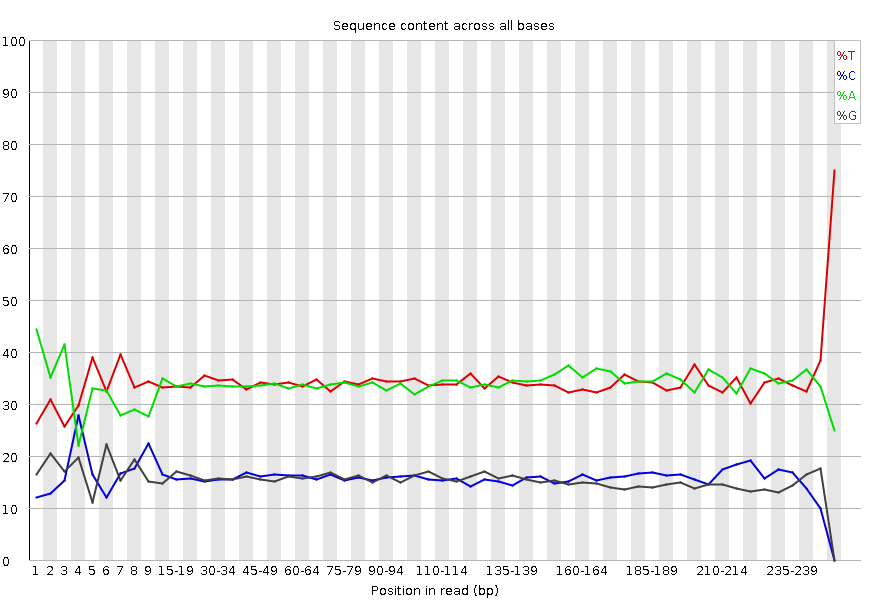 Sequence content across all bases
100
90
80
70
60
50
40
30
20
10
0
%T
%C
%A
%G
1 2 3 4 5 6 7 8 9 15-19 30-34 45-49 60-64 75-79 90-94 110-114 135-139 160-164 185-189 210-214 235-239
Position in read (bp)